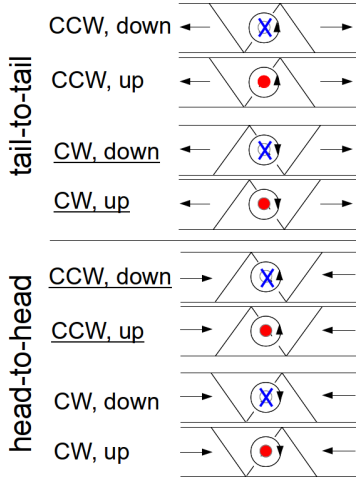 tail-to-tail
CCW, down
CCW, up
CW, down
CW, up
head-to-head
CCW, down
CCW, up
CW, down
CW, up